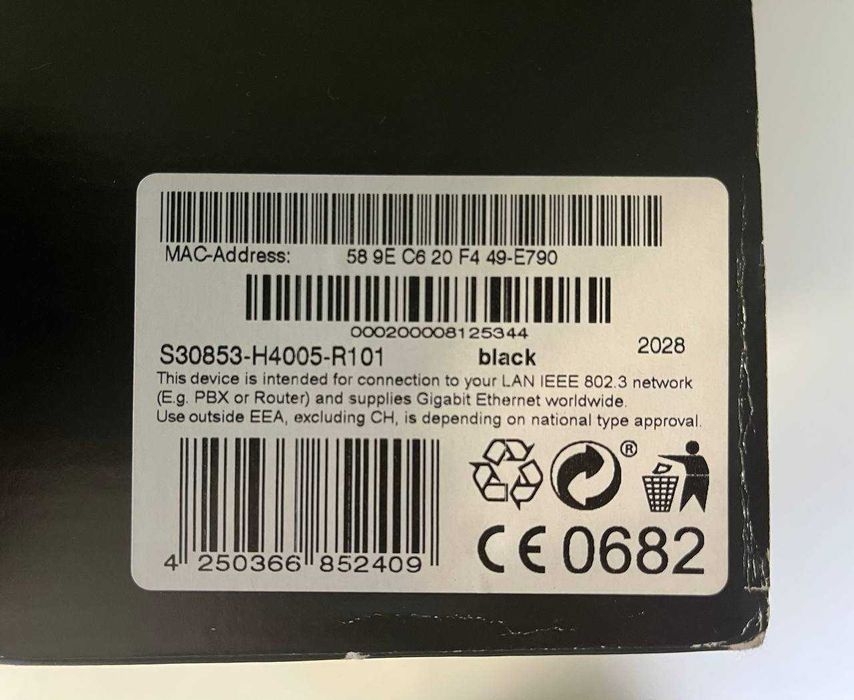 MAC-Address: 58 9E C6 20 F4 49-E790
000200008125344
S30853-H4005-R101 black 2028
This device is intended for connection to your LAN IEEE 802.3 network
(E.g. PBX or Router) and supplies Gigabit Ethernet worldwide.
Use outside EEA, excluding CH, is depending on national type approval.
®
4 250366 852409
CE 0682